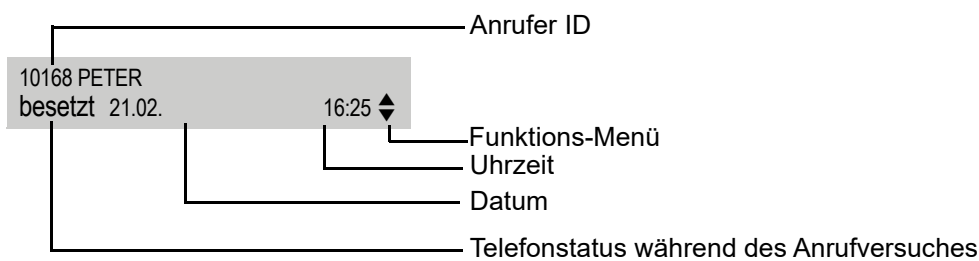 Anrufer ID
10168 PETER
besetzt 21.02. 16:25
Funktions-Menü
Uhrzeit
Datum
Telefonstatus während des Anrufversuches